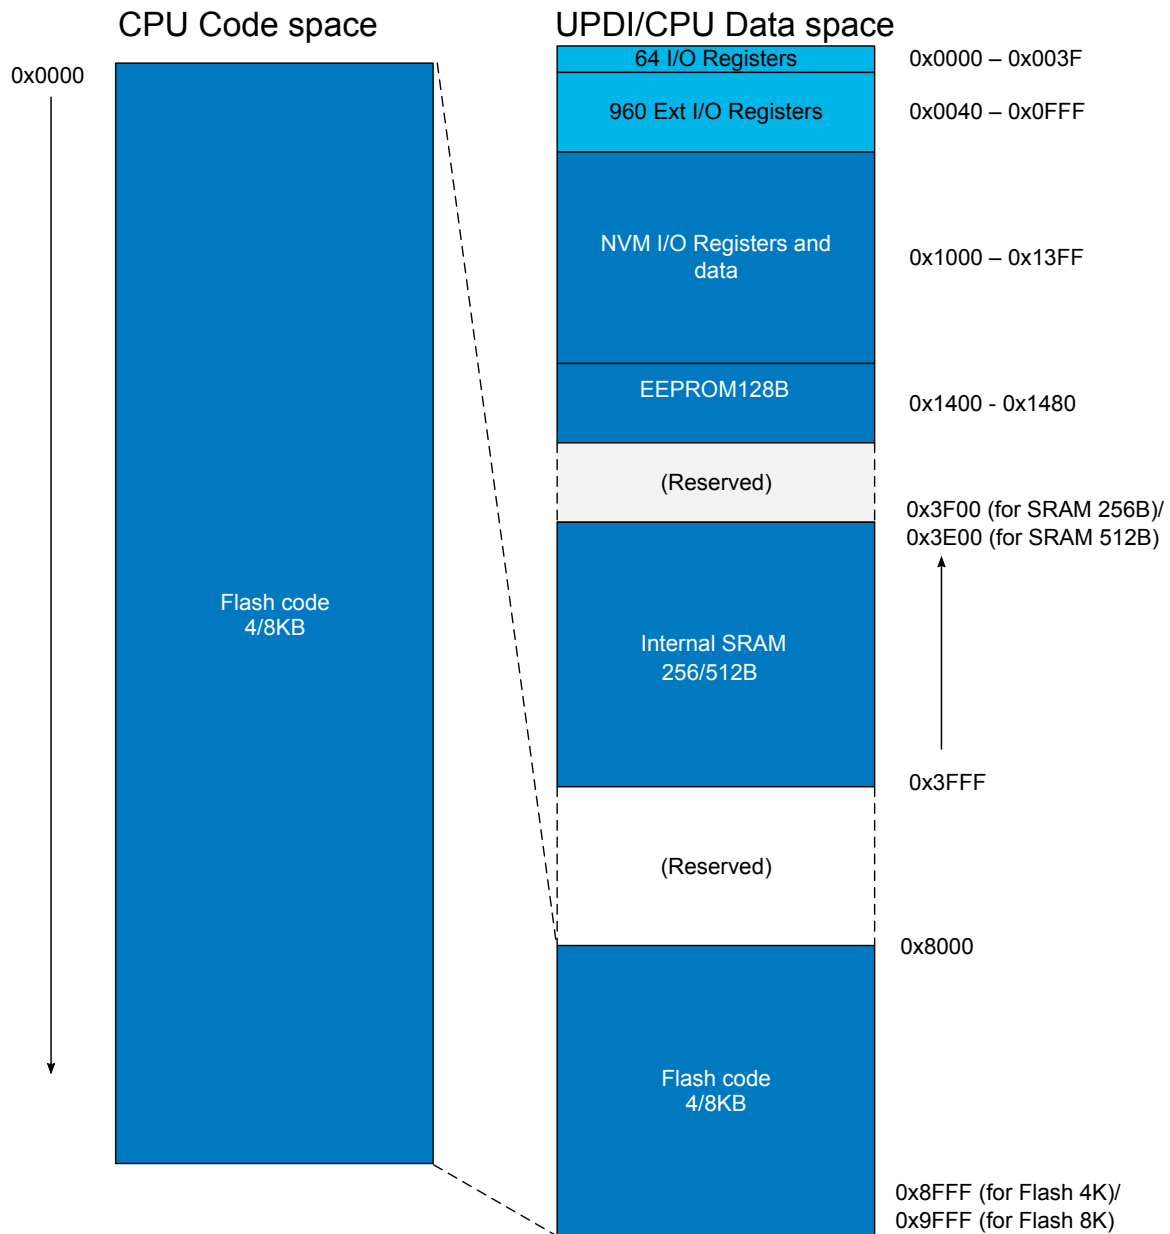 CPU Code space
UPDI/CPU Data space
0x0000
64 I/O Registers
0x0000 – 0x003F
960 Ext I/O Registers
0x0040 – 0x0FFF
NVM I/O Registers and
data
0x1000 – 0x13FF
EEPROM128B
0x1400 - 0x1480
(Reserved)
0x3F00 (for SRAM 256B)/
0x3E00 (for SRAM 512B)
Flash code
4/8KB
Internal SRAM
256/512B
0x3FFF
(Reserved)
0x8000
Flash code
4/8KB
0x8FFF (for Flash 4K)/
0x9FFF (for Flash 8K)